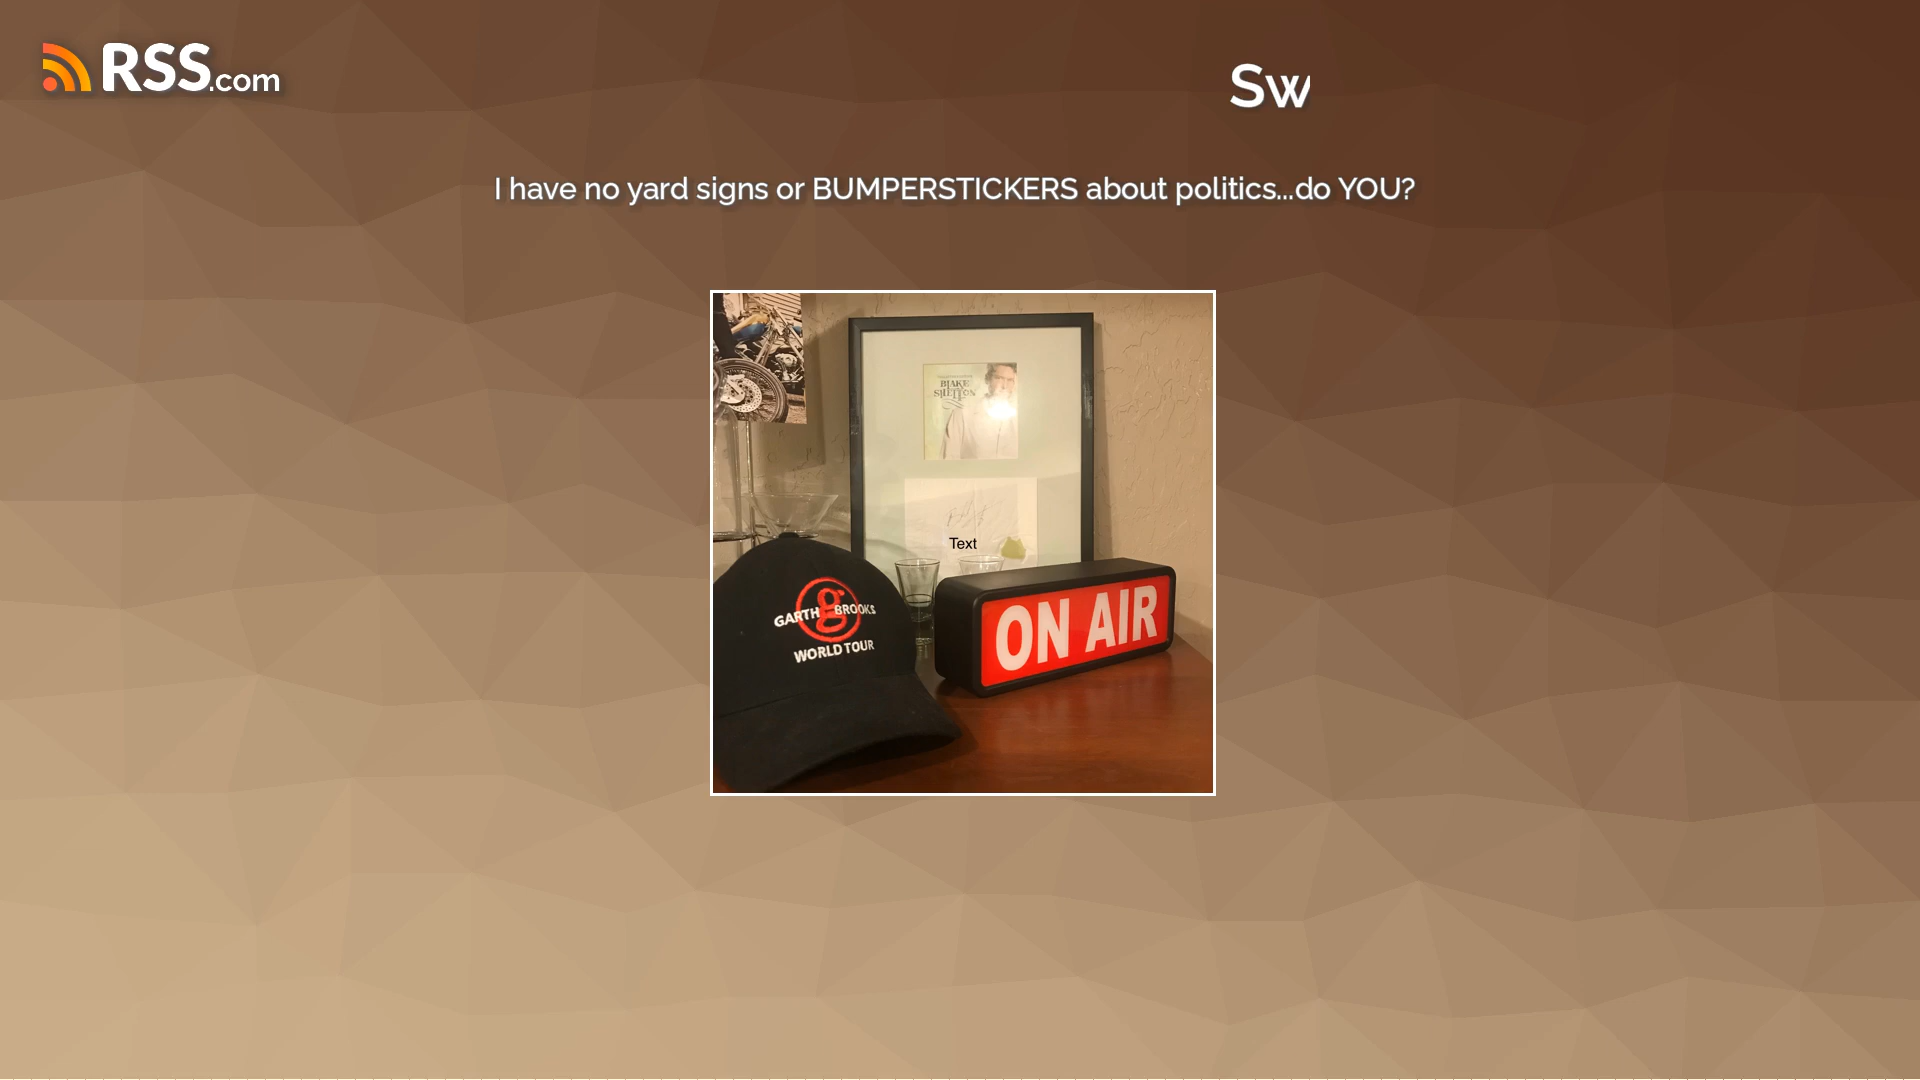 RSS.com
Sw
I have no yard signs or BUMPERSTICKERS about politics...do YOU?
BLAKE
SHELTON
Text
GARTH g BROOKS
WORLD TOUR
ON AIR